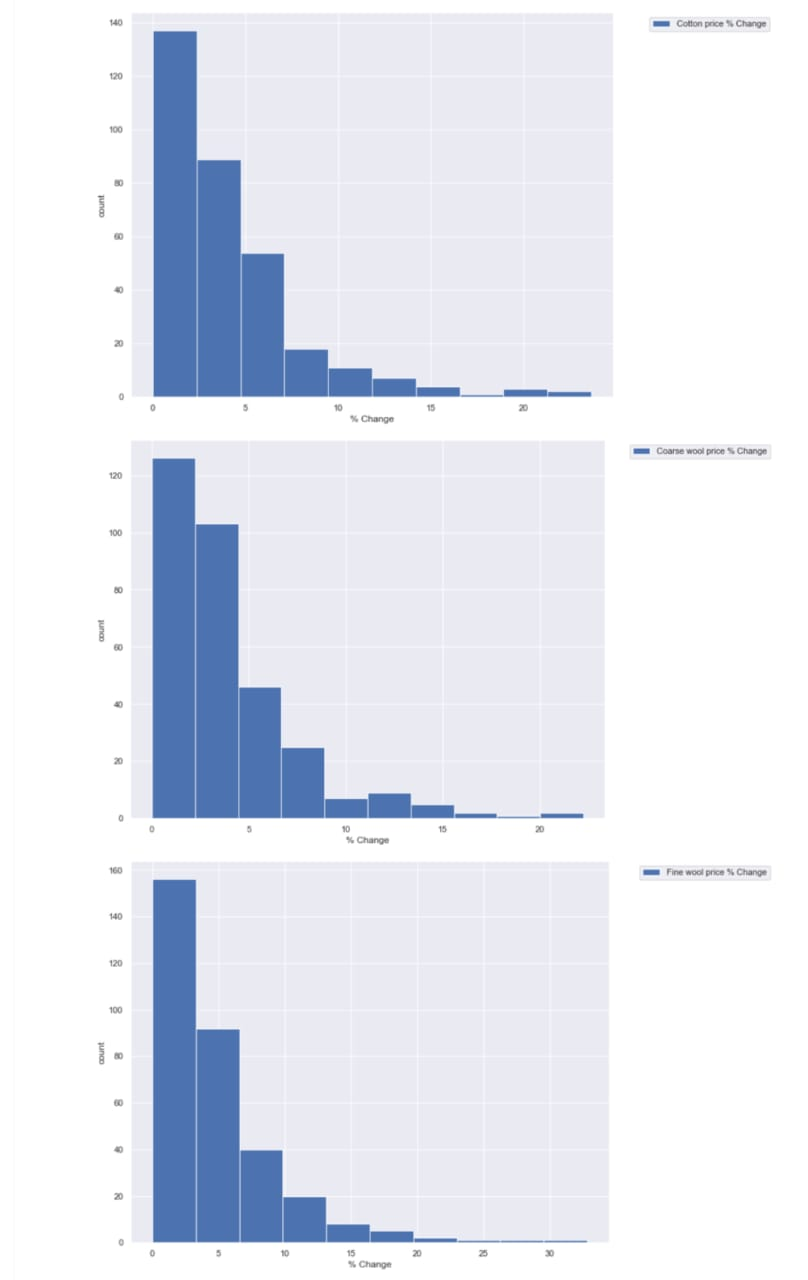 Cotton price % Change
140
120
100
80
60
40
20
0
count
0 5 10 15 20
% Change
Coarse wool price % Change
120
100
80
60
40
20
0
count
0 5 10 15 20
% Change
Fine wool price % Change
160
140
120
100
80
60
40
20
0
count
0 5 10 15 20 25 30
% Change